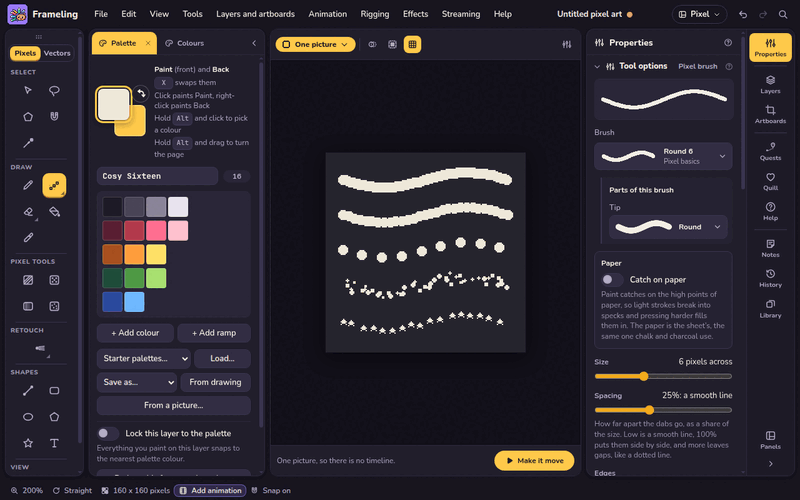 Frameling
File Edit View Tools Layers and artboards Animation Rigging Effects Streaming Help
Untitled pixel art
Pixel
Pixels Vectors
SELECT
DRAW
PIXEL TOOLS
RETOUCH
SHAPES
VIEW
Palette
Colours
Paint (front) and Back
X swaps them
Click paints Paint, right-
click paints Back
Hold Alt and click to pick
a colour
Hold Alt and drag to turn
the page
Cosy Sixteen 16
+ Add colour
+ Add ramp
Starter palettes...
Load...
Save as...
From drawing
From a picture...
Lock this layer to the palette
Everything you paint on this layer snaps to
the nearest palette colour.
One picture
One picture, so there is no timeline.
Make it move
Properties
Tool options Pixel brush
Brush
Round 6
Pixel basics
Parts of this brush
Tip
Round
Paper
Catch on paper
Paint catches on the high points of
paper, so light strokes break into
specks and pressing harder fills
them in. The paper is the sheet's, the
same one chalk and charcoal use.
Size 6 pixels across
Spacing 25%: a smooth line
How far apart the dabs go, as a share of
the size. Low is a smooth line, 100%
puts them side by side, and more leaves
gaps, like a dotted line.
Edges
Properties
Layers
Artboards
Quests
Quill
Help
Notes
History
Library
Panels
200% Straight 160 x 160 pixels Add animation Snap on